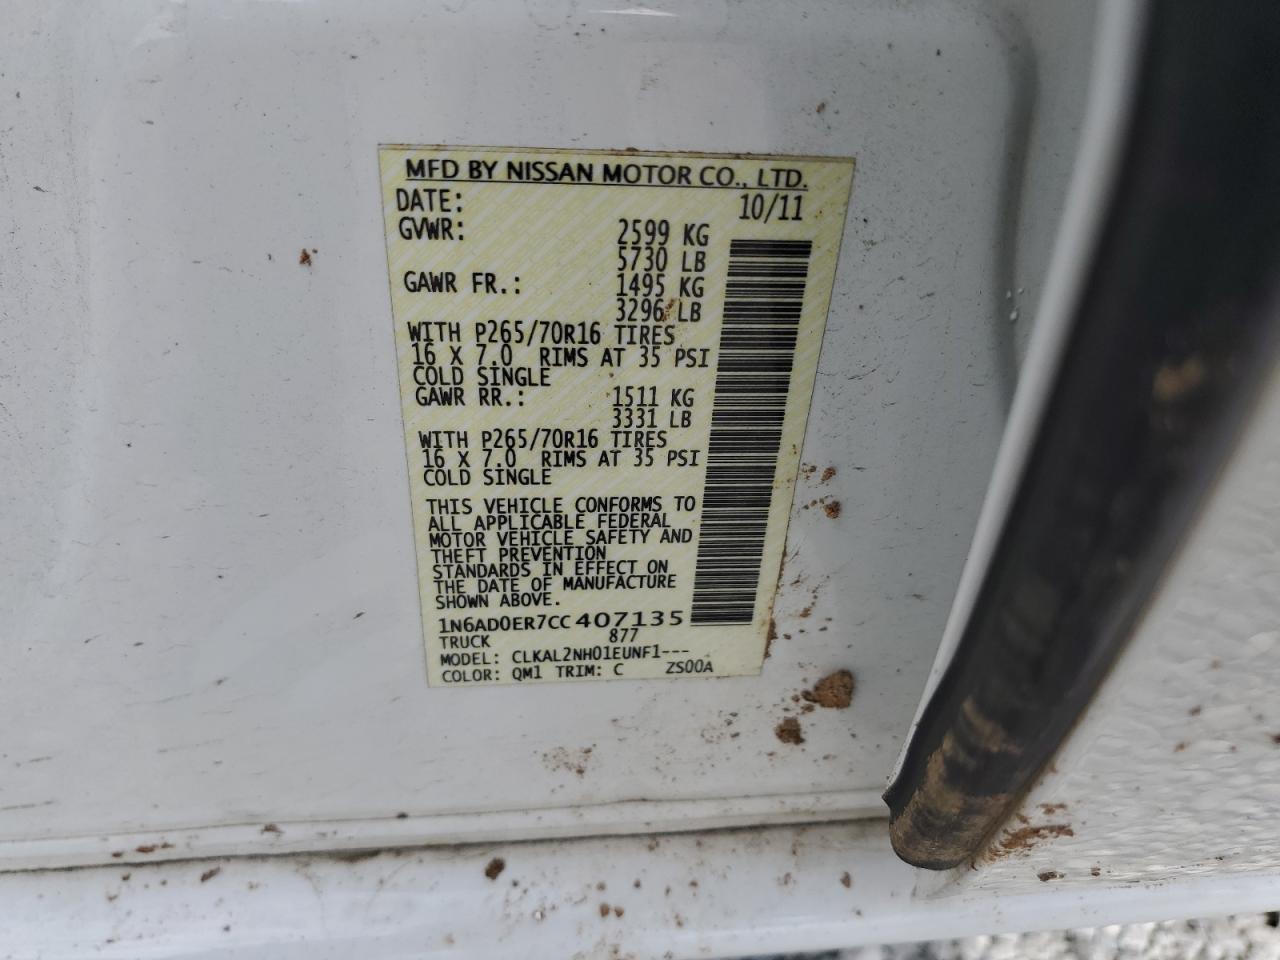 MFD BY NISSAN MOTOR CO., LTD.
DATE: 10/11
GVWR: 2599 KG
5730 LB
GAWR FR.: 1495 KG
3296 LB
WITH P265/70R16 TIRES
16 X 7.0 RIMS AT 35 PSI
COLD SINGLE
GAWR RR.: 1511 KG
3331 LB
WITH P265/70R16 TIRES
16 X 7.0 RIMS AT 35 PSI
COLD SINGLE
THIS VEHICLE CONFORMS TO
ALL APPLICABLE FEDERAL
MOTOR VEHICLE SAFETY AND
THEFT PREVENTION
STANDARDS IN EFFECT ON
THE DATE OF MANUFACTURE
SHOWN ABOVE.
1N6AD0ER7CC407135
TRUCK 877
MODEL: CLKAL2NH01EUNF1---
COLOR: QM1 TRIM: C ZS00A